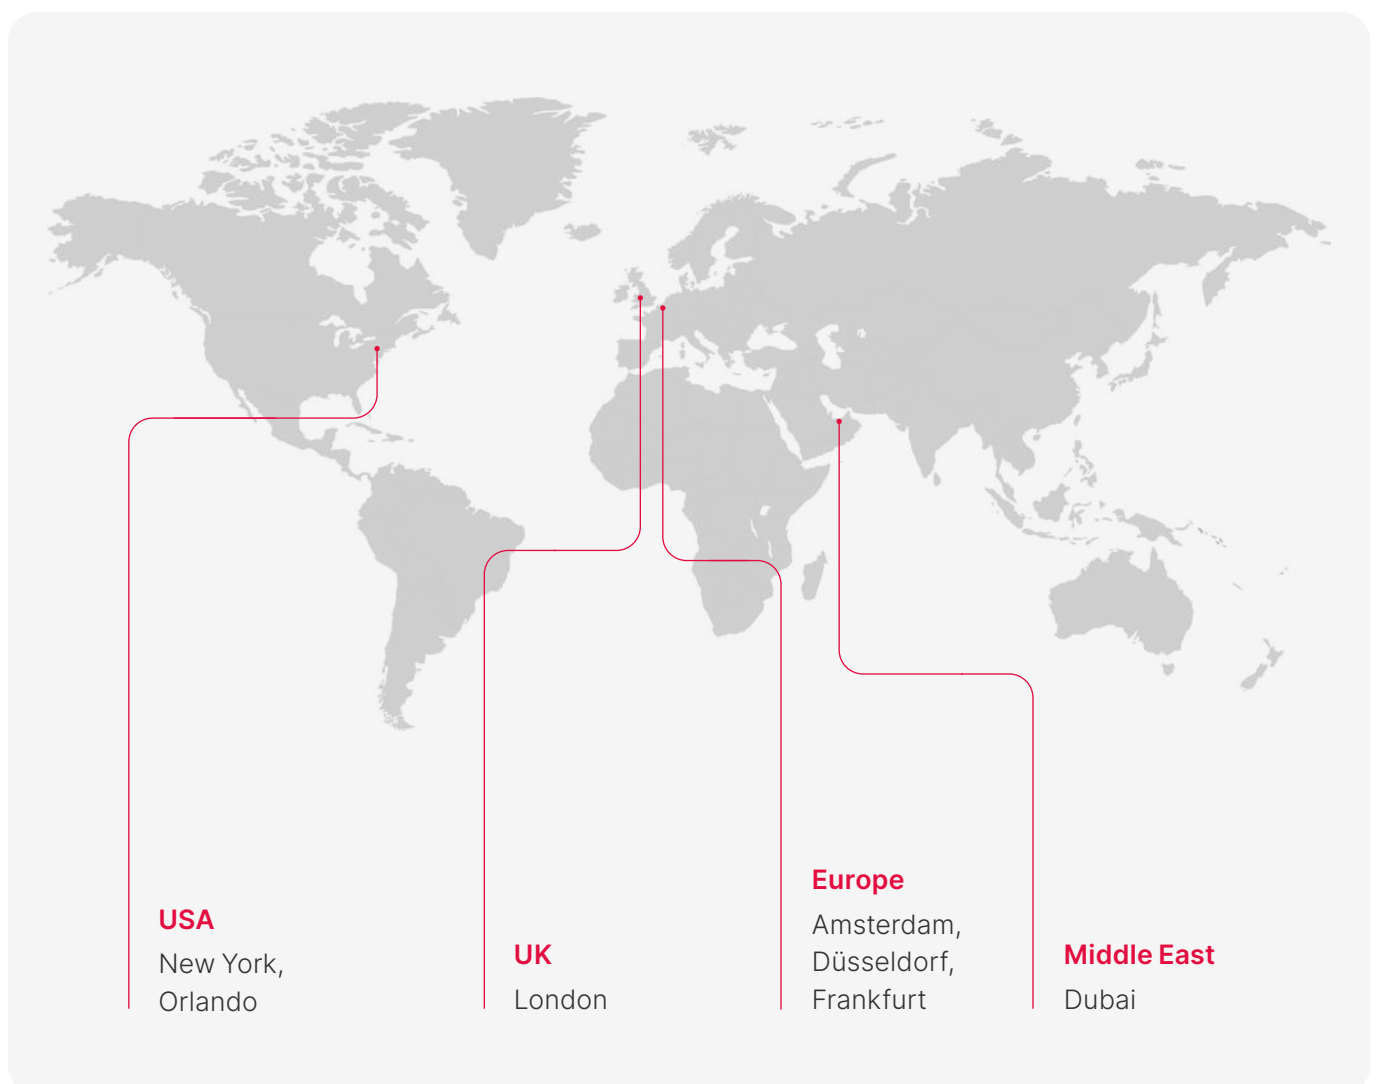 USA
New York,
Orlando
UK
London
Europe
Amsterdam,
Düsseldorf,
Frankfurt
Middle East
Dubai